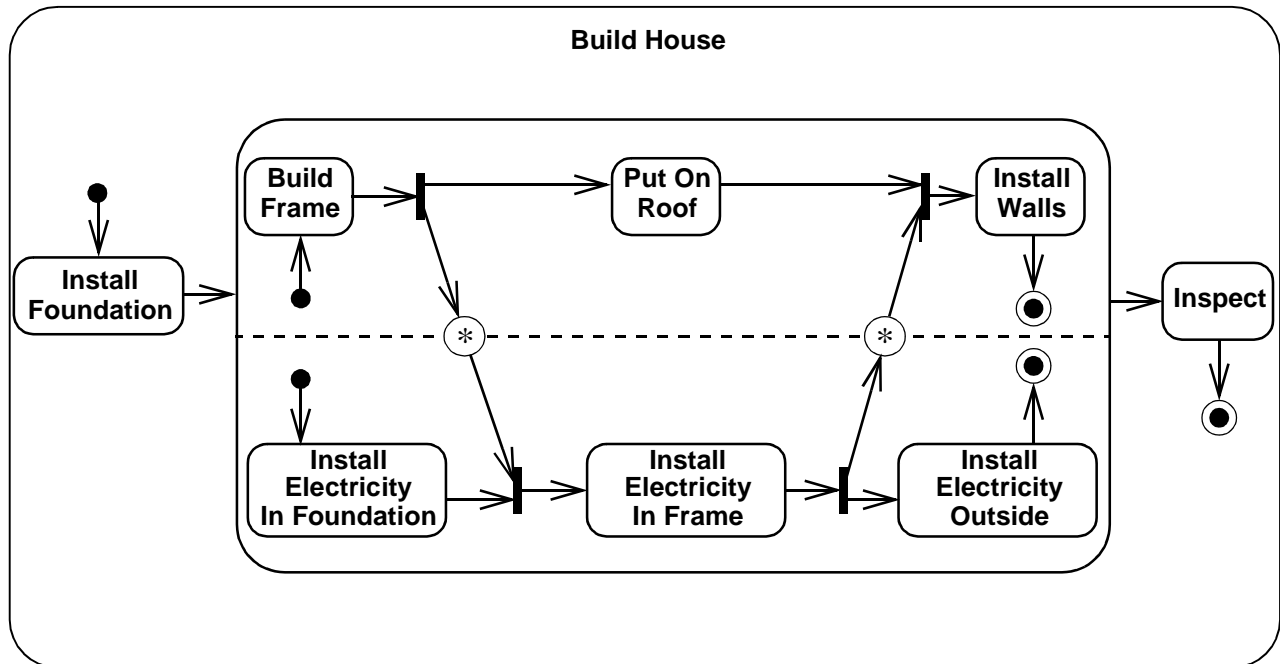 Build House
Build
Frame
Put On
Roof
Install
Walls
Install
Foundation
Inspect
*
*
Install
Electricity
In Foundation
Install
Electricity
In Frame
Install
Electricity
Outside